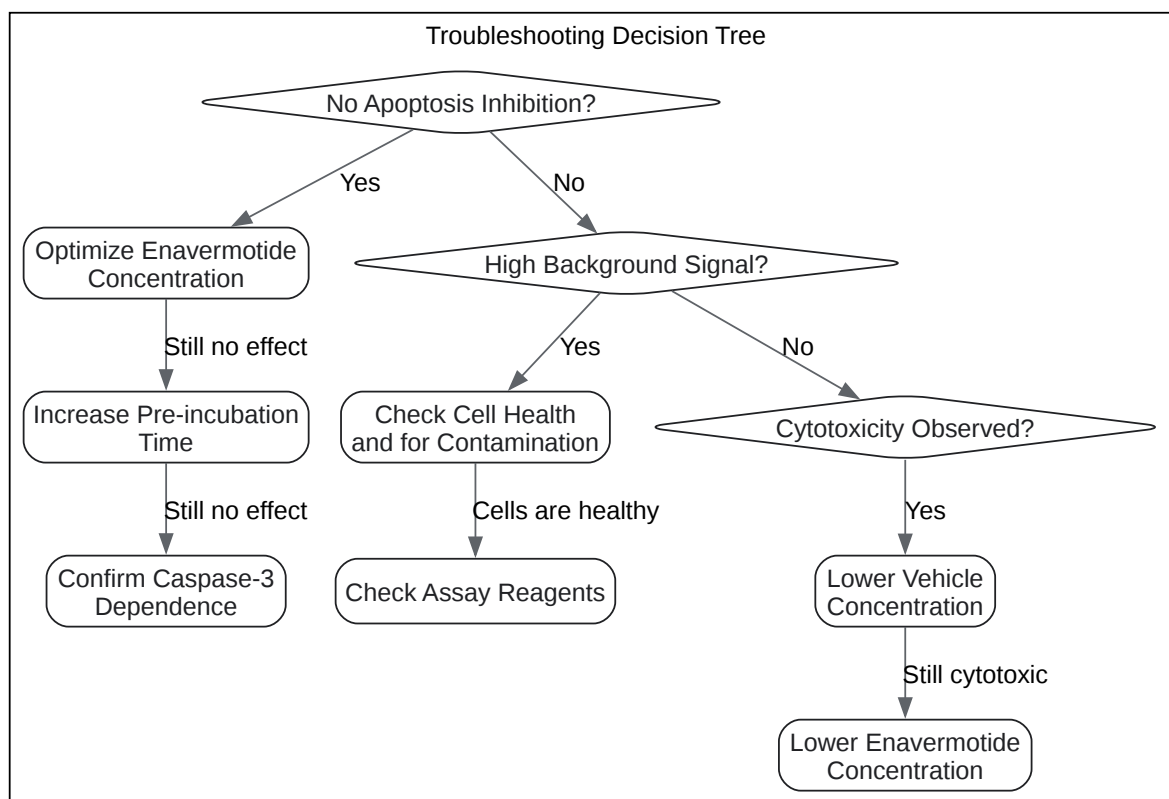 Troubleshooting Decision Tree
No Apoptosis Inhibition?
Yes
No
Optimize Enavermotide
Concentration
High Background Signal?
Still no effect
Yes
No
Increase Pre-incubation
Time
Check Cell Health
and for Contamination
Cytotoxicity Observed?
Still no effect
Cells are healthy
Yes
Confirm Caspase-3
Dependence
Check Assay Reagents
Lower Vehicle
Concentration
Still cytotoxic
Lower Enavermotide
Concentration